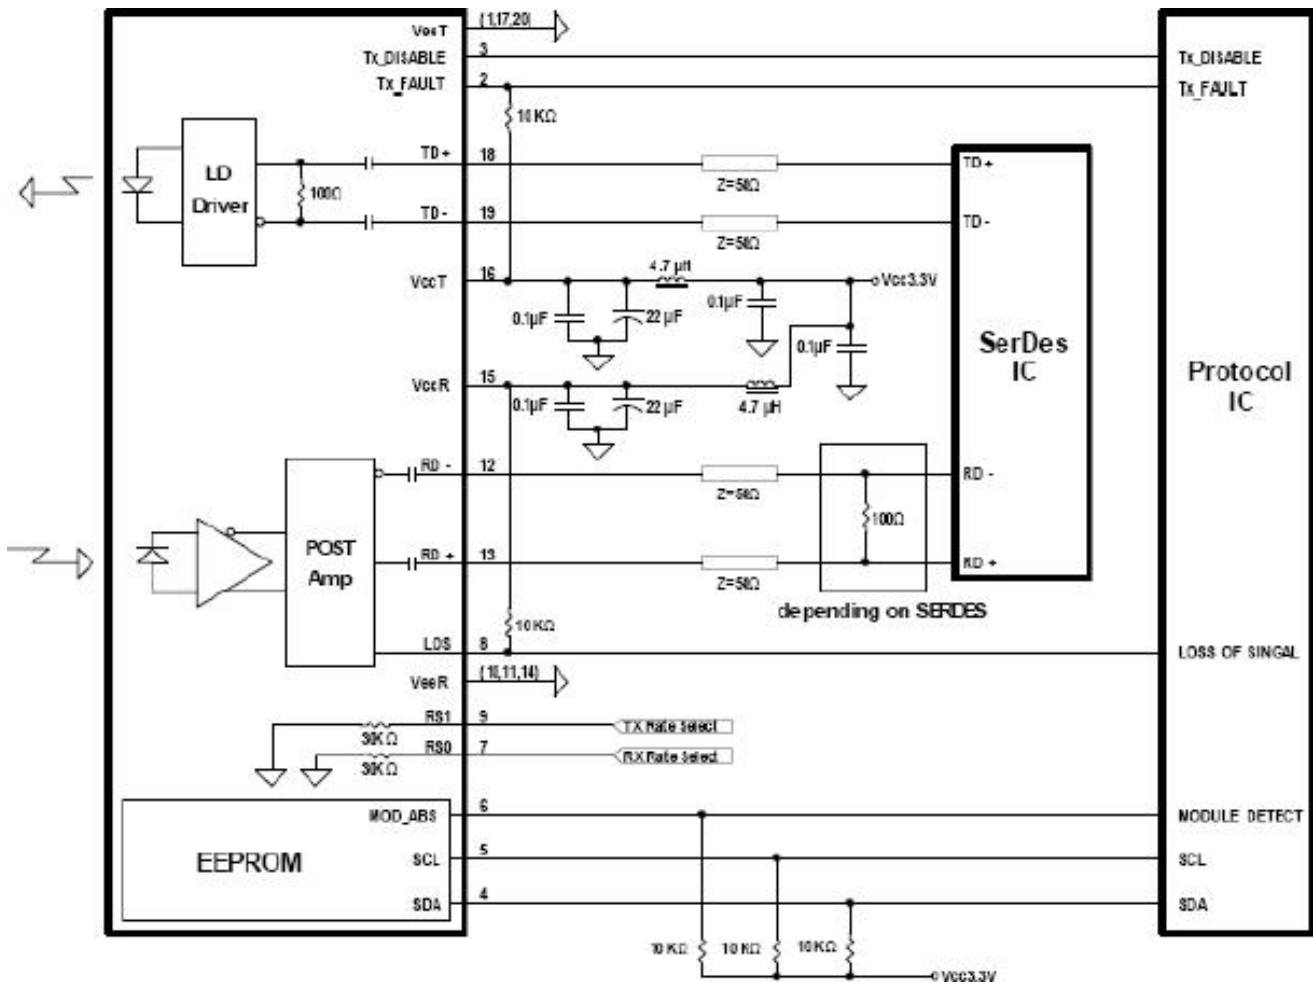 VeeT
(1,17,20)
Tx_DISABLE
3
Tx_DISABLE
Tx_FAULT
2
Tx_FAULT
10 KΩ
LD
Driver
100Ω
TD+
18
Z=50Ω
TD+
TD-
19
Z=50Ω
TD-
VccT
16
4.7 µH
Vcc3.3V
0.1µF
22 µF
0.1µF
0.1µF
SerDes
IC
Protocol
IC
VccR
15
0.1µF
22 µF
4.7 µH
RD -
12
Z=50Ω
RD -
100Ω
POST
Amp
RD +
13
Z=50Ω
RD +
depending on SERDES
10 KΩ
LOS
8
LOSS OF SINGAL
VeeR
(10,11,14)
RS1
9
TX Rate Select
30K Ω
RS0
7
RX Rate Select
30K Ω
EEPROM
MOD_ABS
6
MODULE DETECT
SCL
5
SCL
SDA
4
SDA
10 KΩ
10 KΩ
10 KΩ
Vcc3.3V